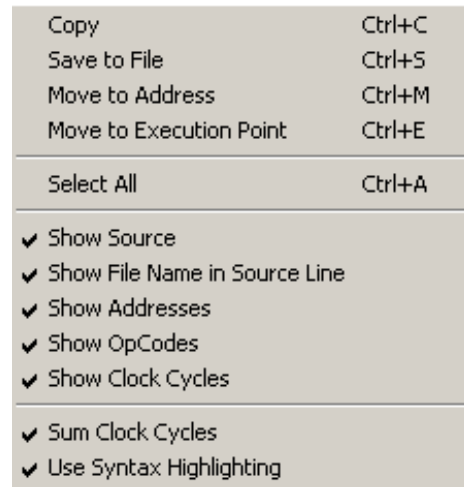 Copy Ctrl+C
Save to File Ctrl+S
Move to Address Ctrl+M
Move to Execution Point Ctrl+E
Select All Ctrl+A
Show Source
Show File Name in Source Line
Show Addresses
Show OpCodes
Show Clock Cycles
Sum Clock Cycles
Use Syntax Highlighting